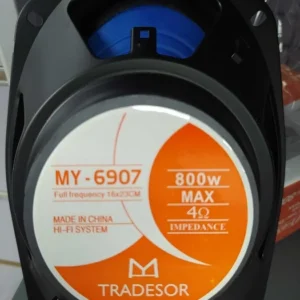 MY - 6907
Full frequency 16x23CM
MADE IN CHINA
HI-FI SYSTEM
800w
MAX
4Ω
IMPEDANCE
TRADESOR